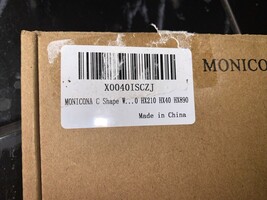 X0040ISCZJ
MONICONA C Shape W...0 HX210 HX40 HX890
Made in China
MONICO